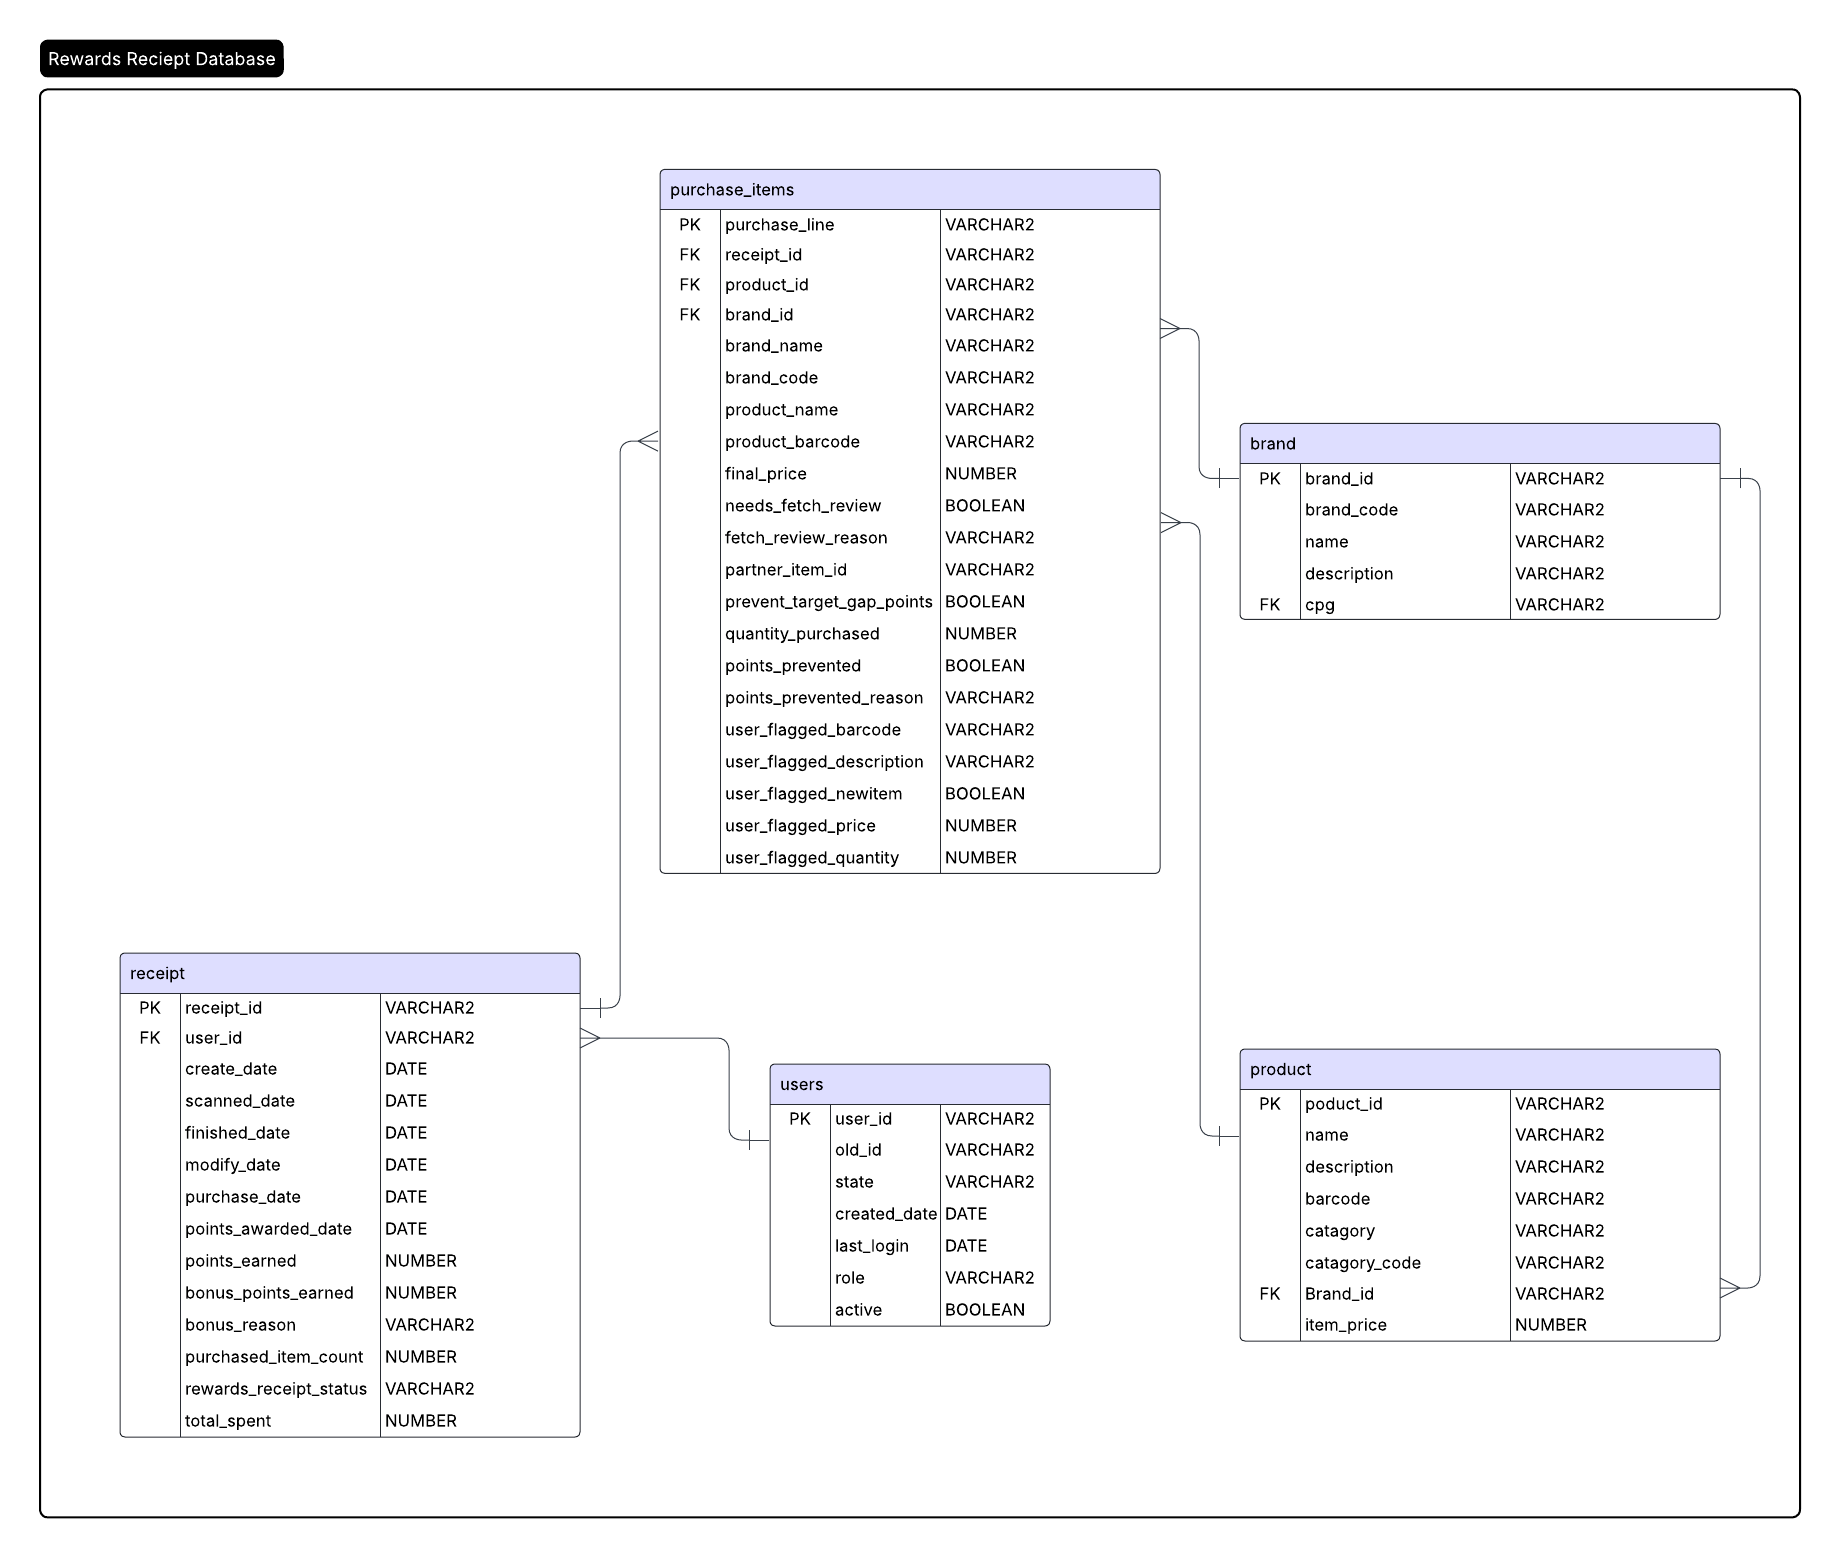 Rewards Reciept Database
purchase_items
PK purchase_line VARCHAR2
FK receipt_id VARCHAR2
FK product_id VARCHAR2
FK brand_id VARCHAR2
brand_name VARCHAR2
brand_code VARCHAR2
product_name VARCHAR2
product_barcode VARCHAR2
final_price NUMBER
needs_fetch_review BOOLEAN
fetch_review_reason VARCHAR2
partner_item_id VARCHAR2
prevent_target_gap_points BOOLEAN
quantity_purchased NUMBER
points_prevented BOOLEAN
points_prevented_reason VARCHAR2
user_flagged_barcode VARCHAR2
user_flagged_description VARCHAR2
user_flagged_newitem BOOLEAN
user_flagged_price NUMBER
user_flagged_quantity NUMBER
brand
PK brand_id VARCHAR2
brand_code VARCHAR2
name VARCHAR2
description VARCHAR2
FK cpg VARCHAR2
receipt
PK receipt_id VARCHAR2
FK user_id VARCHAR2
create_date DATE
scanned_date DATE
finished_date DATE
modify_date DATE
purchase_date DATE
points_awarded_date DATE
points_earned NUMBER
bonus_points_earned NUMBER
bonus_reason VARCHAR2
purchased_item_count NUMBER
rewards_receipt_status VARCHAR2
total_spent NUMBER
users
PK user_id VARCHAR2
old_id VARCHAR2
state VARCHAR2
created_date DATE
last_login DATE
role VARCHAR2
active BOOLEAN
product
PK poduct_id VARCHAR2
name VARCHAR2
description VARCHAR2
barcode VARCHAR2
catagory VARCHAR2
catagory_code VARCHAR2
FK Brand_id VARCHAR2
item_price NUMBER